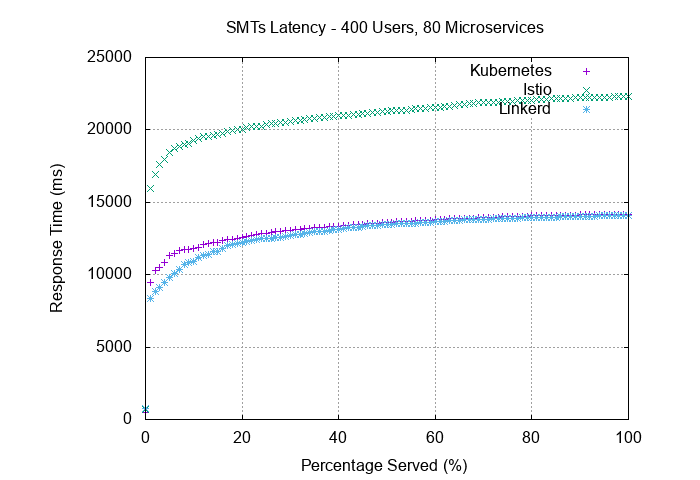 SMTs Latency - 400 Users, 80 Microservices
25000
20000
15000
10000
5000
0
Response Time (ms)
Kubernetes
Istio
Linkerd
0 20 40 60 80 100
Percentage Served (%)